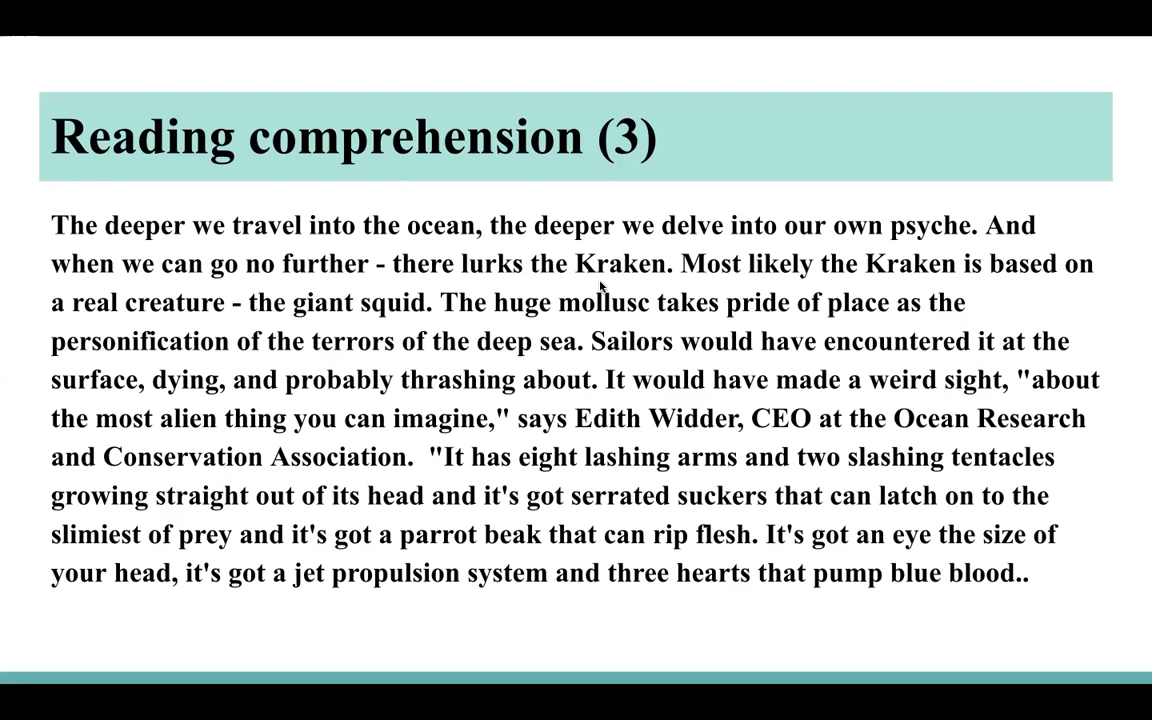 Reading comprehension (3)
The deeper we travel into the ocean, the deeper we delve into our own psyche. And
when we can go no further - there lurks the Kraken. Most likely the Kraken is based on
a real creature - the giant squid. The huge mollusc takes pride of place as the
personification of the terrors of the deep sea. Sailors would have encountered it at the
surface, dying, and probably thrashing about. It would have made a weird sight, "about
the most alien thing you can imagine," says Edith Widder, CEO at the Ocean Research
and Conservation Association.  "It has eight lashing arms and two slashing tentacles
growing straight out of its head and it's got serrated suckers that can latch on to the
slimiest of prey and it's got a parrot beak that can rip flesh. It's got an eye the size of
your head, it's got a jet propulsion system and three hearts that pump blue blood..